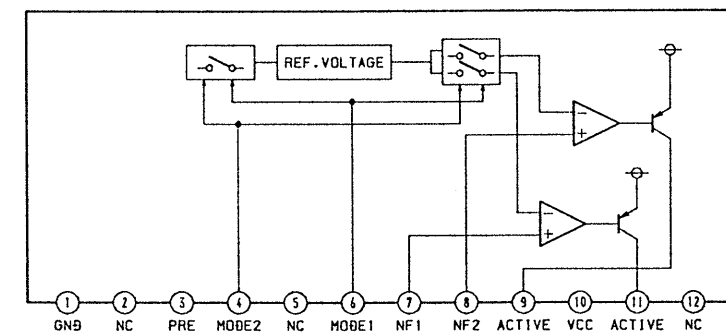 REF.VOLTAGE
−
+
−
+
1 2 3 4 5 6 7 8 9 10 11 12
GND NC PRE MODE2 NC MODE1 NF1 NF2 ACTIVE VCC ACTIVE NC